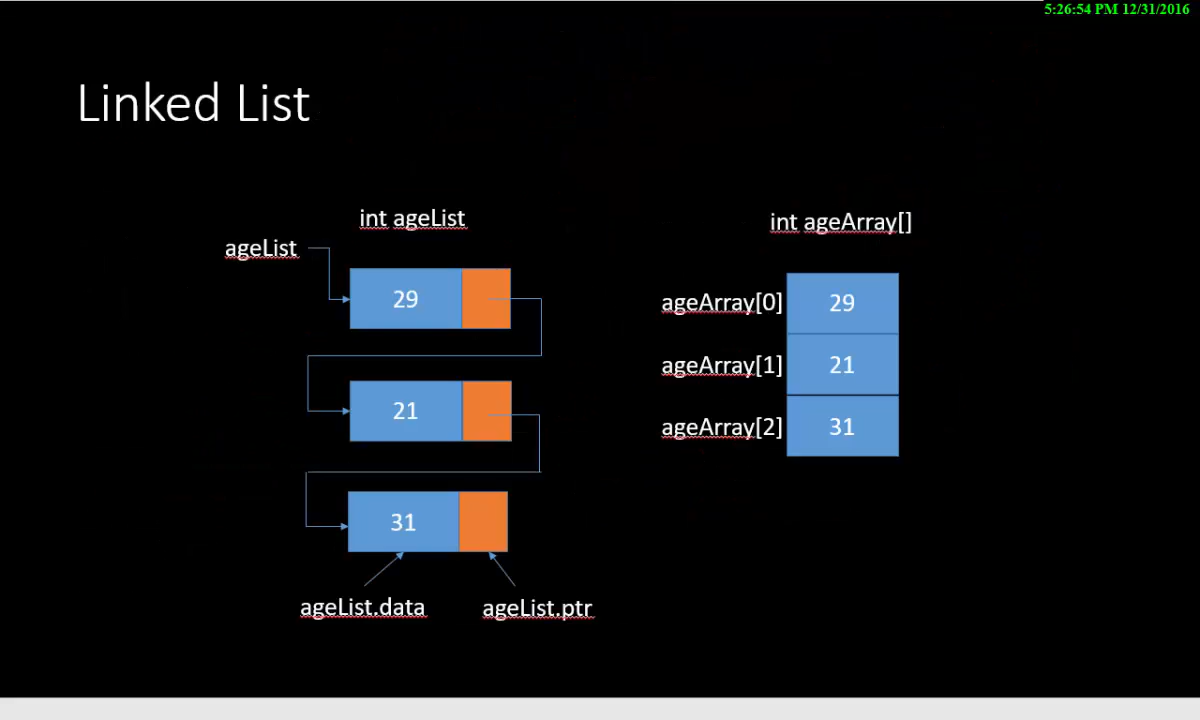 5:26:54 PM 12/31/2016
Linked List
int ageList
ageList
29
21
31
ageList.data
ageList.ptr
int ageArray[]
ageArray[0]
29
ageArray[1]
21
ageArray[2]
31